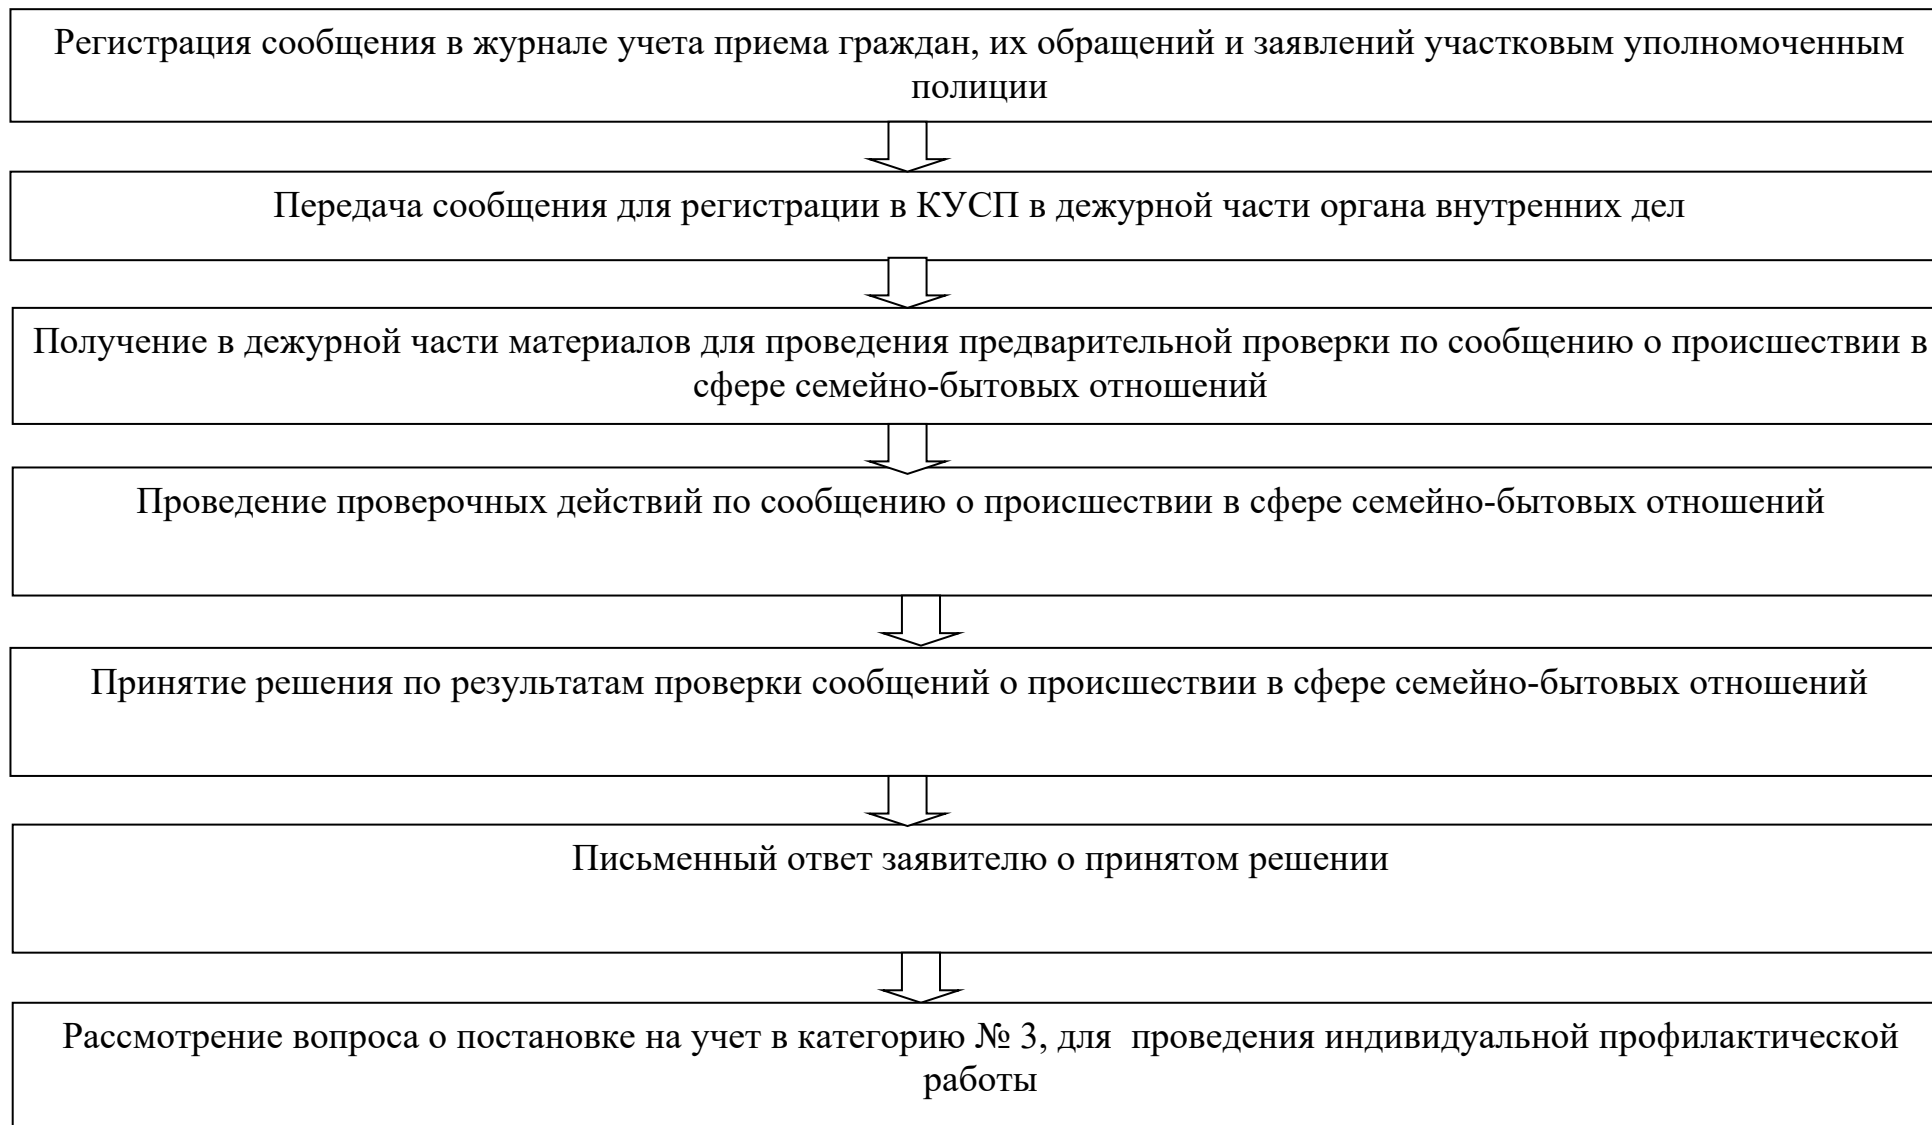 Регистрация сообщения в журнале учета приема граждан, их обращений и заявлений участковым уполномоченным
полиции
Передача сообщения для регистрации в КУСП в дежурной части органа внутренних дел
Получение в дежурной части материалов для проведения предварительной проверки по сообщению о происшествии в
сфере семейно-бытовых отношений
Проведение проверочных действий по сообщению о происшествии в сфере семейно-бытовых отношений
Принятие решения по результатам проверки сообщений о происшествии в сфере семейно-бытовых отношений
Письменный ответ заявителю о принятом решении
Рассмотрение вопроса о постановке на учет в категорию № 3, для  проведения индивидуальной профилактической
работы